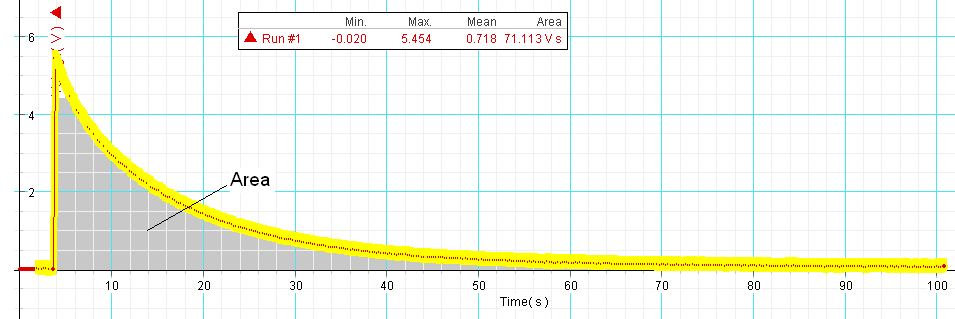 Min. Max. Mean Area
Run #1 -0.020 5.454 0.718 71.113 V s
6
(V)
4
Area
2
10 20 30 40 50 60 70 80 90 100
Time( s )